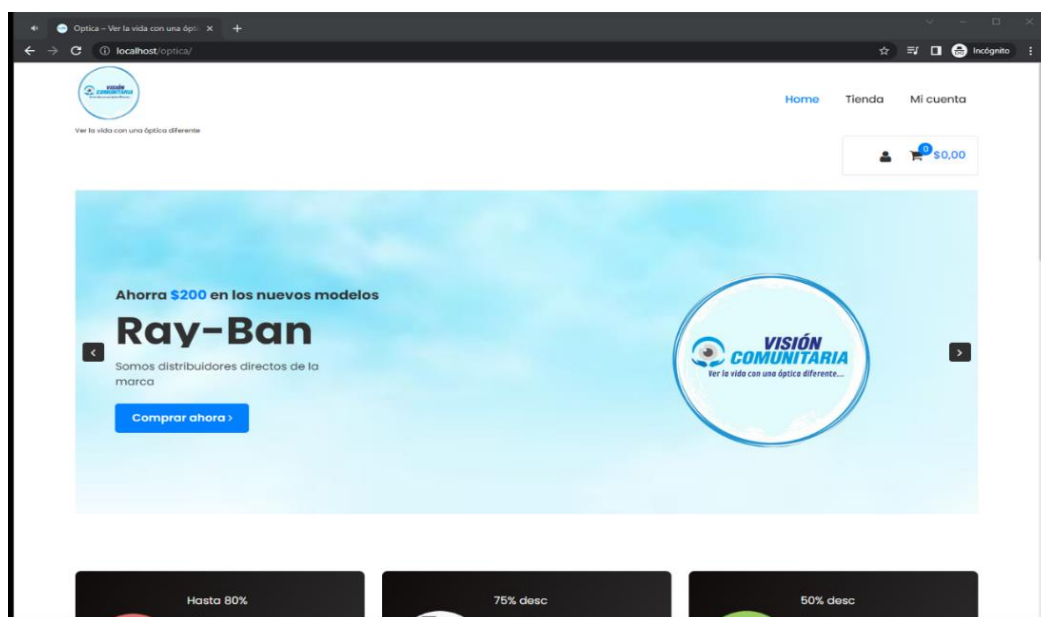 Optica – Ver la vida con una ópti
localhost/optica/
Incógnito
VISIÓN
COMUNITARIA
Home Tienda Mi cuenta
Ver la vida con una óptica diferente
0
$0,00
Ahorra $200 en los nuevos modelos
Ray-Ban
Somos distribuidores directos de la
marca
Comprar ahora >
VISIÓN
COMUNITARIA
Ver la vida con una óptica diferente...
Hasta 80%
75% desc
50% desc